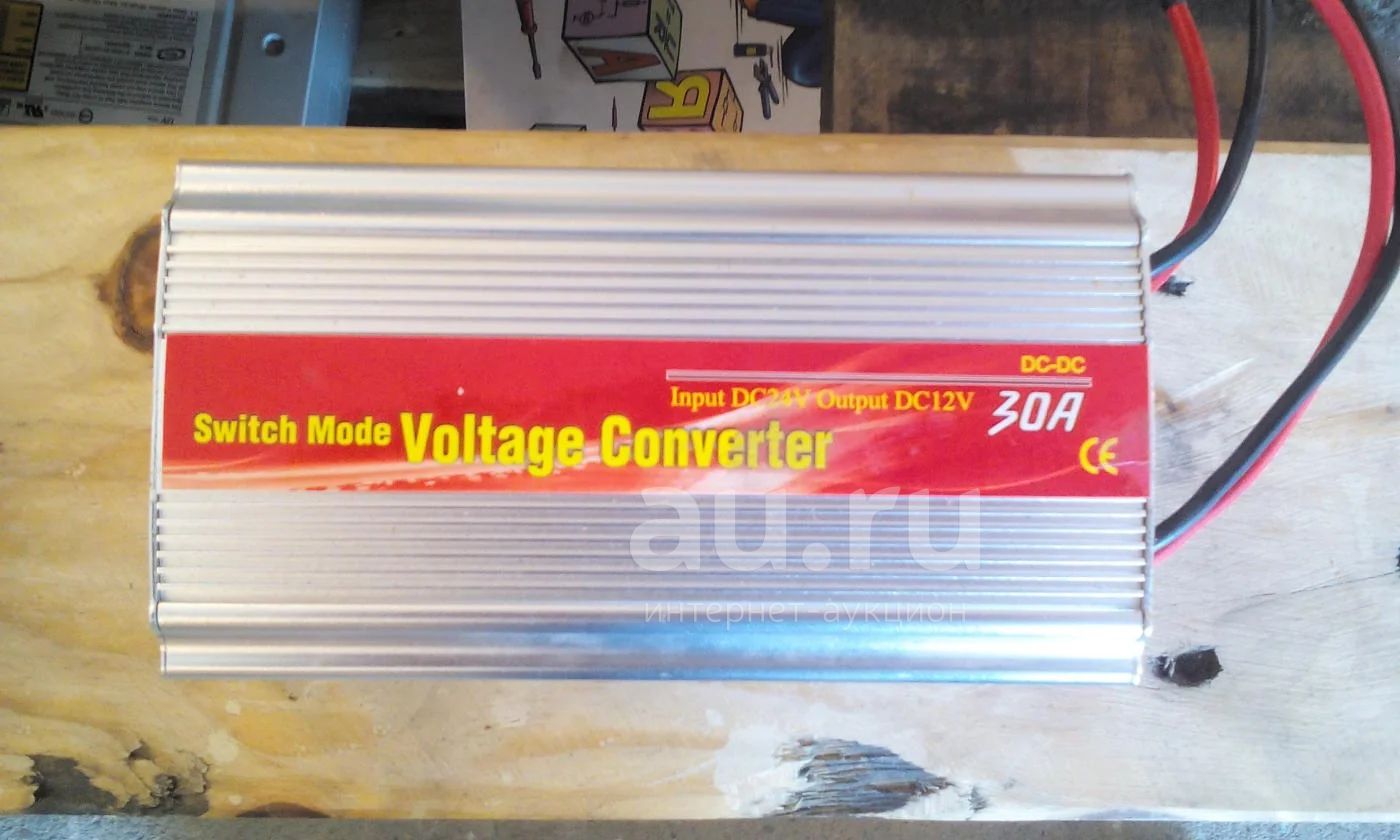 DC-DC
Input DC24V Output DC12V
30A
Switch Mode Voltage Converter
CE
au.ru
интернет-аукцион